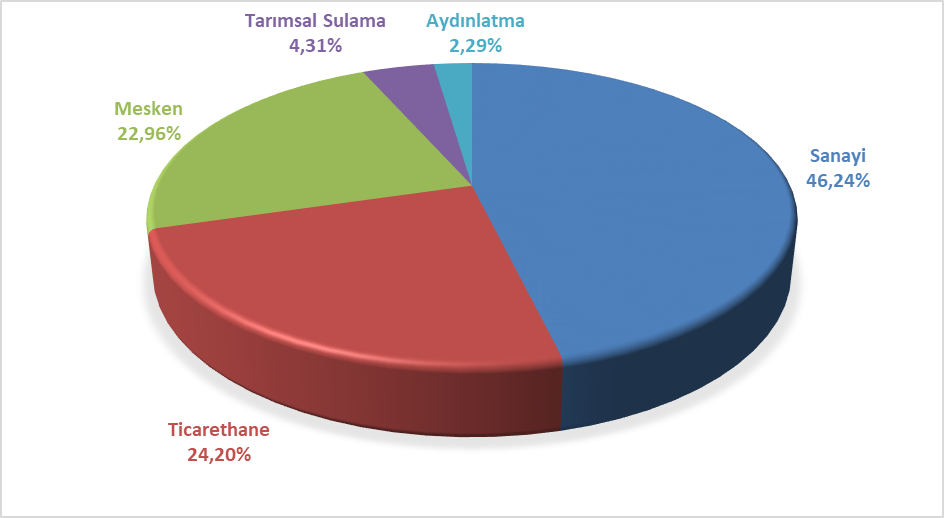 Tarımsal Sulama
4,31%
Aydınlatma
2,29%
Mesken
22,96%
Sanayi
46,24%
Ticarethane
24,20%